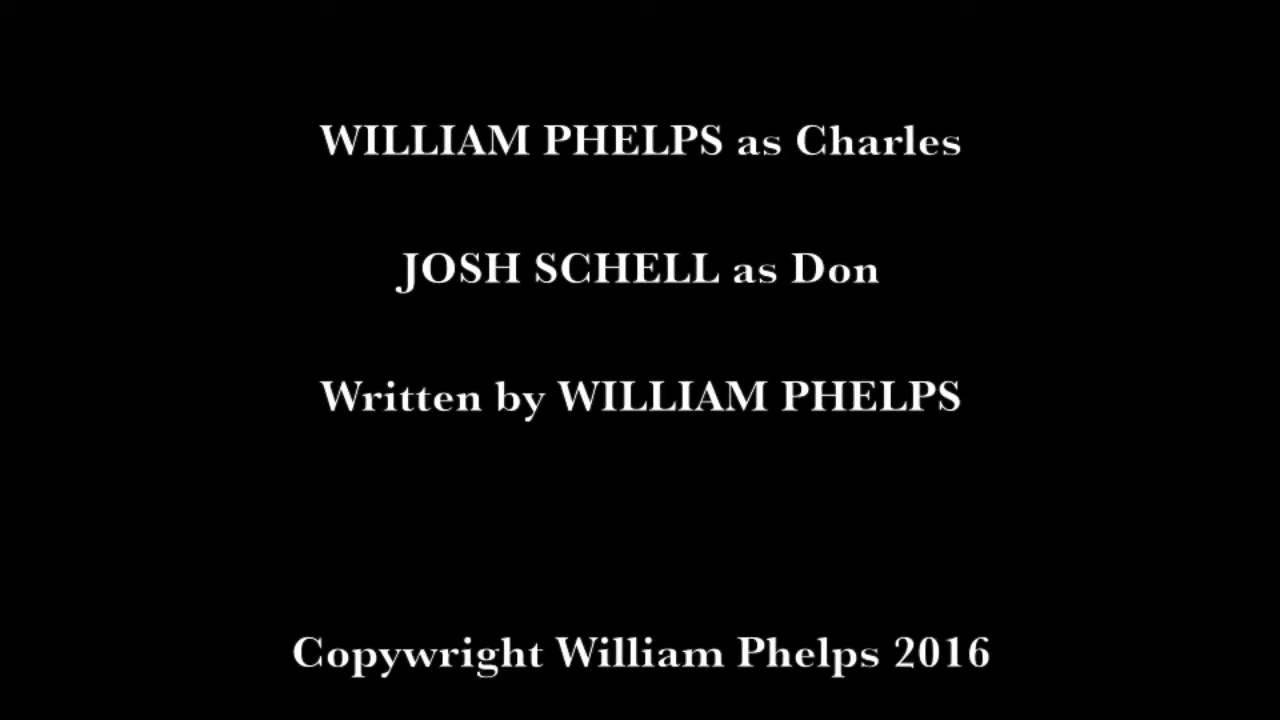 WILLIAM PHELPS as Charles
JOSH SCHELL as Don
Written by WILLIAM PHELPS
Copywright William Phelps 2016